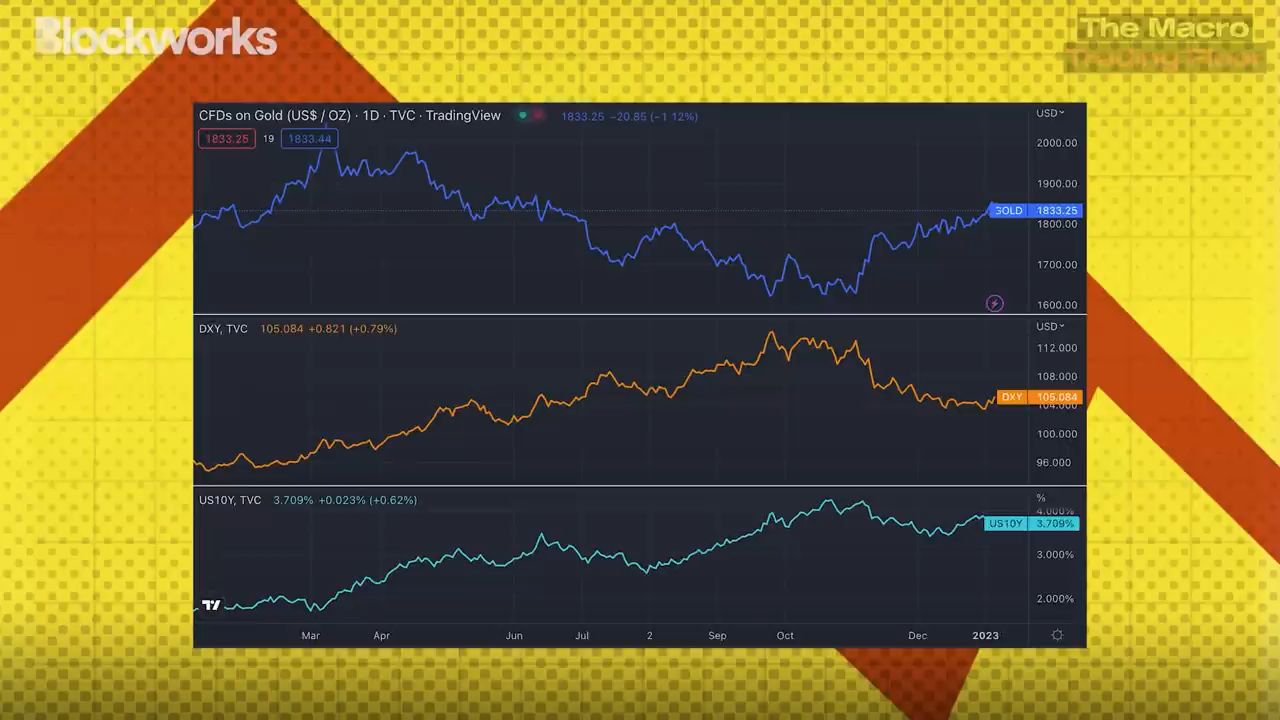 Blockworks
The Macro
Trading Floor
CFDs on Gold (US$ / OZ) · 1D · TVC · TradingView 1833.25 −20.85 (−1 12%)
1833.25 19 1833.44
USD
2000.00
1900.00
GOLD 1833.25
1800.00
1700.00
1600.00
DXY, TVC 105.084 +0.821 (+0.79%)
USD
112.000
108.000
DXY 105.084
104.000
100.000
96.000
US10Y, TVC 3.709% +0.023% (+0.62%)
%
4.000%
US10Y 3.709%
3.000%
2.000%
Mar Apr Jun Jul 2 Sep Oct Dec 2023